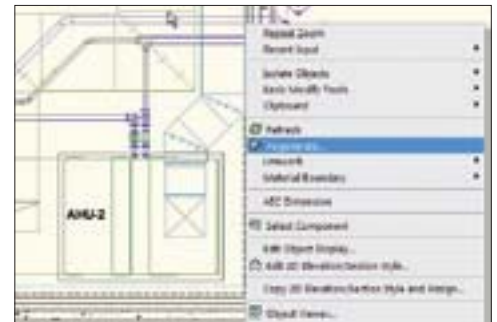 AHU-2
Repeat Zoom
Recent Input
Isolate Objects
Basic Modify Tools
Clipboard
Refresh
Regenerate...
Linework
Material Boundary
AEC Dimension
Select Component
Edit Object Display...
Edit 2D Elevation/Section Style...
Copy 2D Elevation/Section Style and Assign...
Object Viewer...